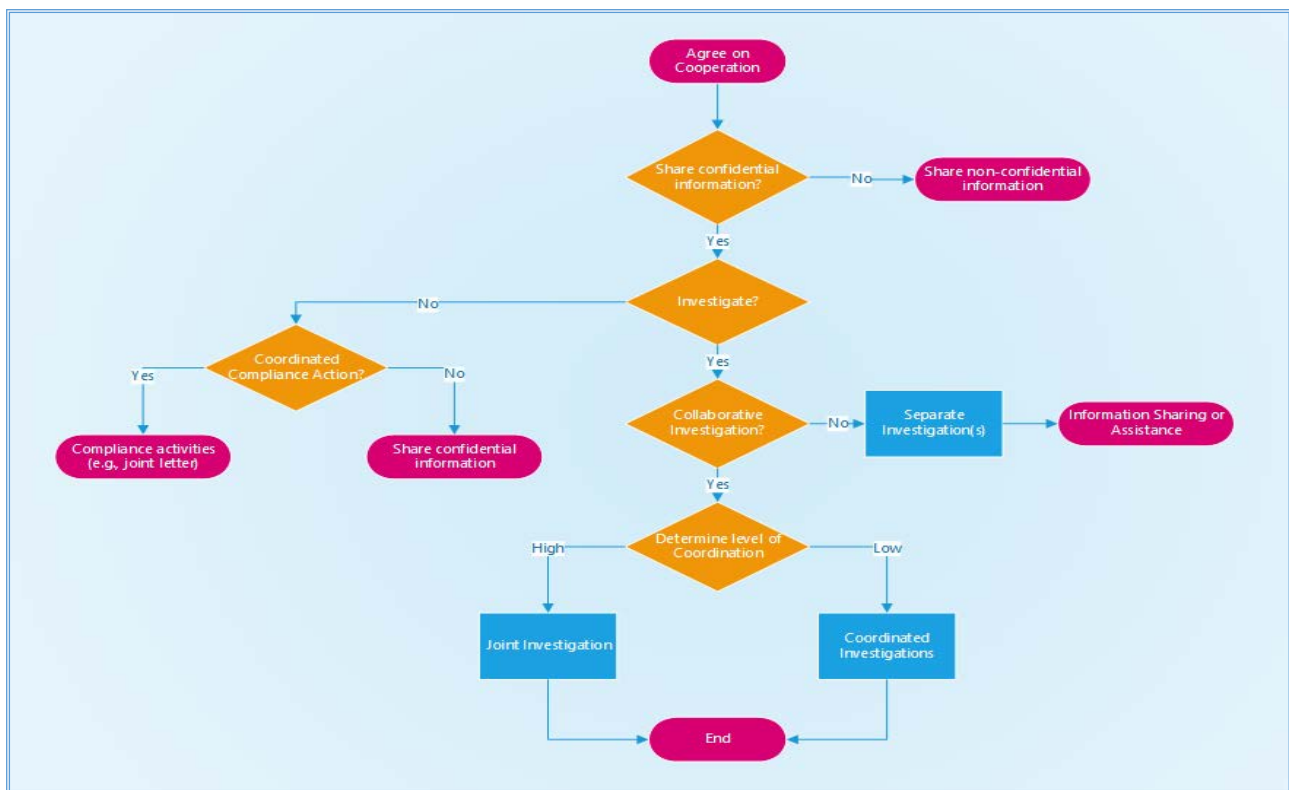 Agree on
Cooperation
Share confidential
information?
No
Share non-confidential
information
Yes
Investigate?
No
Coordinated
Compliance Action?
Yes
No
Compliance activities
(e.g., joint letter)
Share confidential
information
Yes
Collaborative
Investigation?
No
Separate
Investigation(s)
Information Sharing or
Assistance
Yes
Determine level of
Coordination
High
Low
Joint Investigation
Coordinated
Investigations
End